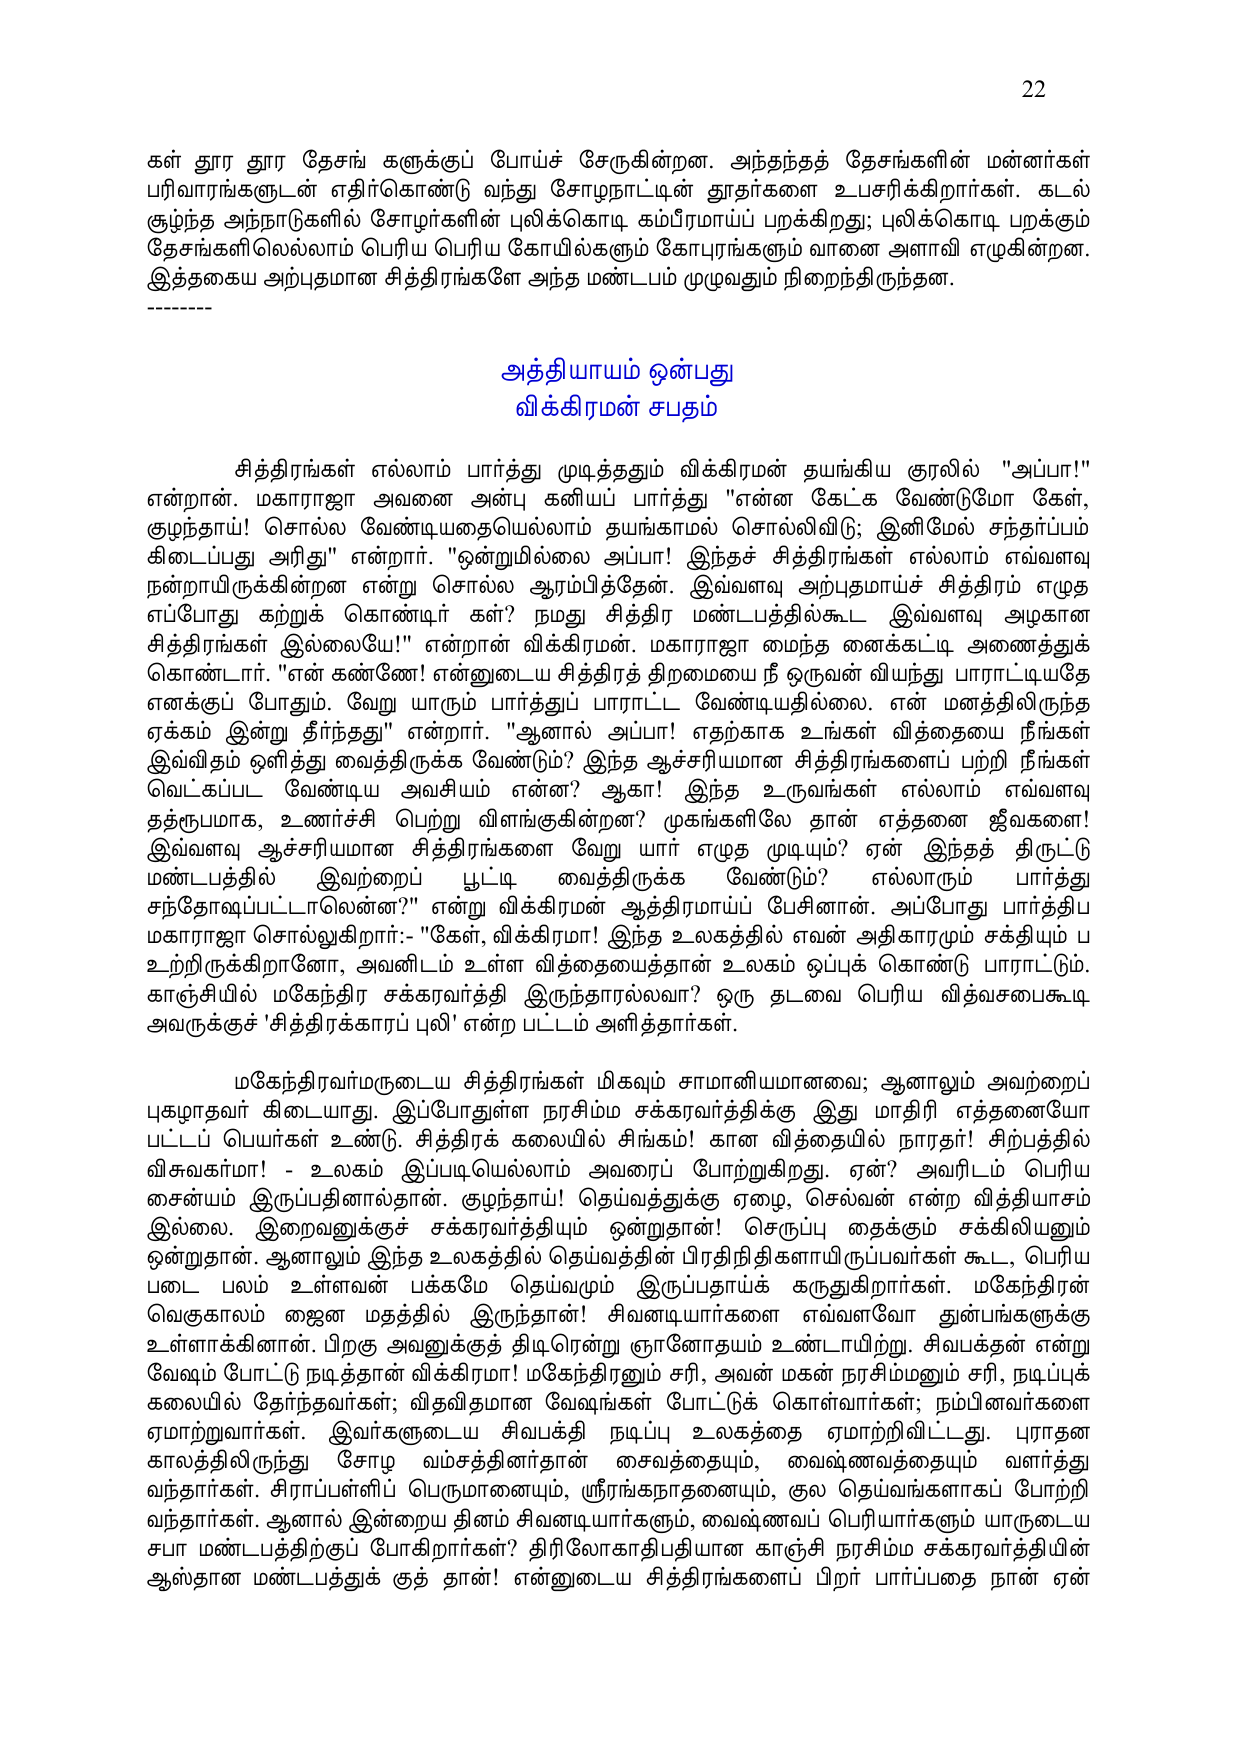 22
கள் தூர தூர தேசங் களுக்குப் போய்ச் சேருகின்றன. அந்தந்தத் தேசங்களின் மன்னர்கள்
பரிவாரங்களுடன் எதிர்கொண்டு வந்து சோழநாட்டின் தூதர்களை உபசரிக்கிறார்கள். கடல்
சூழ்ந்த அந்நாடுகளில் சோழர்களின் புலிக்கொடி கம்பீரமாய்ப் பறக்கிறது; புலிக்கொடி பறக்கும்
தேசங்களிலெல்லாம் பெரிய பெரிய கோயில்களும் கோபுரங்களும் வானை அளாவி எழுகின்றன.
இத்தகைய அற்புதமான சித்திரங்களே அந்த மண்டபம் முழுவதும் நிறைந்திருந்தன.
--------
அத்தியாயம் ஒன்பது
விக்கிரமன் சபதம்
சித்திரங்கள் எல்லாம் பார்த்து முடித்ததும் விக்கிரமன் தயங்கிய குரலில் "அப்பா!"
என்றான். மகாராஜா அவனை அன்பு கனியப் பார்த்து "என்ன கேட்க வேண்டுமோ கேள்,
குழந்தாய்! சொல்ல வேண்டியதையெல்லாம் தயங்காமல் சொல்லிவிடு; இனிமேல் சந்தர்ப்பம்
கிடைப்பது அரிது" என்றார். "ஒன்றுமில்லை அப்பா! இந்தச் சித்திரங்கள் எல்லாம் எவ்வளவு
நன்றாயிருக்கின்றன என்று சொல்ல ஆரம்பித்தேன். இவ்வளவு அற்புதமாய்ச் சித்திரம் எழுத
எப்போது கற்றுக் கொண்டிர் கள்? நமது சித்திர மண்டபத்தில்கூட இவ்வளவு அழகான
சித்திரங்கள் இல்லையே!" என்றான் விக்கிரமன். மகாராஜா மைந்த னைக்கட்டி அணைத்துக்
கொண்டார். "என் கண்ணே! என்னுடைய சித்திரத் திறமையை நீ ஒருவன் வியந்து பாராட்டியதே
எனக்குப் போதும். வேறு யாரும் பார்த்துப் பாராட்ட வேண்டியதில்லை. என் மனத்திலிருந்த
ஏக்கம் இன்று தீர்ந்தது" என்றார். "ஆனால் அப்பா! எதற்காக உங்கள் வித்தையை நீங்கள்
இவ்விதம் ஒளித்து வைத்திருக்க வேண்டும்? இந்த ஆச்சரியமான சித்திரங்களைப் பற்றி நீங்கள்
வெட்கப்பட வேண்டிய அவசியம் என்ன? ஆகா! இந்த உருவங்கள் எல்லாம் எவ்வளவு
தத்ரூபமாக, உணர்ச்சி பெற்று விளங்குகின்றன? முகங்களிலே தான் எத்தனை ஜீவகளை!
இவ்வளவு ஆச்சரியமான சித்திரங்களை வேறு யார் எழுத முடியும்? ஏன் இந்தத் திருட்டு
மண்டபத்தில் இவற்றைப் பூட்டி வைத்திருக்க வேண்டும்? எல்லாரும் பார்த்து
சந்தோஷப்பட்டாலென்ன?" என்று விக்கிரமன் ஆத்திரமாய்ப் பேசினான். அப்போது பார்த்திப
மகாராஜா சொல்லுகிறார்:- "கேள், விக்கிரமா! இந்த உலகத்தில் எவன் அதிகாரமும் சக்தியும் ப
உற்றிருக்கிறானோ, அவனிடம் உள்ள வித்தையைத்தான் உலகம் ஒப்புக் கொண்டு பாராட்டும்.
காஞ்சியில் மகேந்திர சக்கரவர்த்தி இருந்தாரல்லவா? ஒரு தடவை பெரிய வித்வசபைகூடி
அவருக்குச் 'சித்திரக்காரப் புலி' என்ற பட்டம் அளித்தார்கள்.
மகேந்திரவர்மருடைய சித்திரங்கள் மிகவும் சாமானியமானவை; ஆனாலும் அவற்றைப்
புகழாதவர் கிடையாது. இப்போதுள்ள நரசிம்ம சக்கரவர்த்திக்கு இது மாதிரி எத்தனையோ
பட்டப் பெயர்கள் உண்டு. சித்திரக் கலையில் சிங்கம்! கான வித்தையில் நாரதர்! சிற்பத்தில்
விசுவகர்மா! - உலகம் இப்படியெல்லாம் அவரைப் போற்றுகிறது. ஏன்? அவரிடம் பெரிய
சைன்யம் இருப்பதினால்தான். குழந்தாய்! தெய்வத்துக்கு ஏழை, செல்வன் என்ற வித்தியாசம்
இல்லை. இறைவனுக்குச் சக்கரவர்த்தியும் ஒன்றுதான்! செருப்பு தைக்கும் சக்கிலியனும்
ஒன்றுதான். ஆனாலும் இந்த உலகத்தில் தெய்வத்தின் பிரதிநிதிகளாயிருப்பவர்கள் கூட, பெரிய
படை பலம் உள்ளவன் பக்கமே தெய்வமும் இருப்பதாய்க் கருதுகிறார்கள். மகேந்திரன்
வெகுகாலம் ஜைன மதத்தில் இருந்தான்! சிவனடியார்களை எவ்வளவோ துன்பங்களுக்கு
உள்ளாக்கினான். பிறகு அவனுக்குத் திடிரென்று ஞானோதயம் உண்டாயிற்று. சிவபக்தன் என்று
வேஷம் போட்டு நடித்தான் விக்கிரமா! மகேந்திரனும் சரி, அவன் மகன் நரசிம்மனும் சரி, நடிப்புக்
கலையில் தேர்ந்தவர்கள்; விதவிதமான வேஷங்கள் போட்டுக் கொள்வார்கள்; நம்பினவர்களை
ஏமாற்றுவார்கள். இவர்களுடைய சிவபக்தி நடிப்பு உலகத்தை ஏமாற்றிவிட்டது. புராதன
காலத்திலிருந்து சோழ வம்சத்தினர்தான் சைவத்தையும், வைஷ்ணவத்தையும் வளர்த்து
வந்தார்கள். சிராப்பள்ளிப் பெருமானையும், ஸ்ரீரங்கநாதனையும், குல தெய்வங்களாகப் போற்றி
வந்தார்கள். ஆனால் இன்றைய தினம் சிவனடியார்களும், வைஷ்ணவப் பெரியார்களும் யாருடைய
சபா மண்டபத்திற்குப் போகிறார்கள்? திரிலோகாதிபதியான காஞ்சி நரசிம்ம சக்கரவர்த்தியின்
ஆஸ்தான மண்டபத்துக் குத் தான்! என்னுடைய சித்திரங்களைப் பிறர் பார்ப்பதை நான் ஏன்